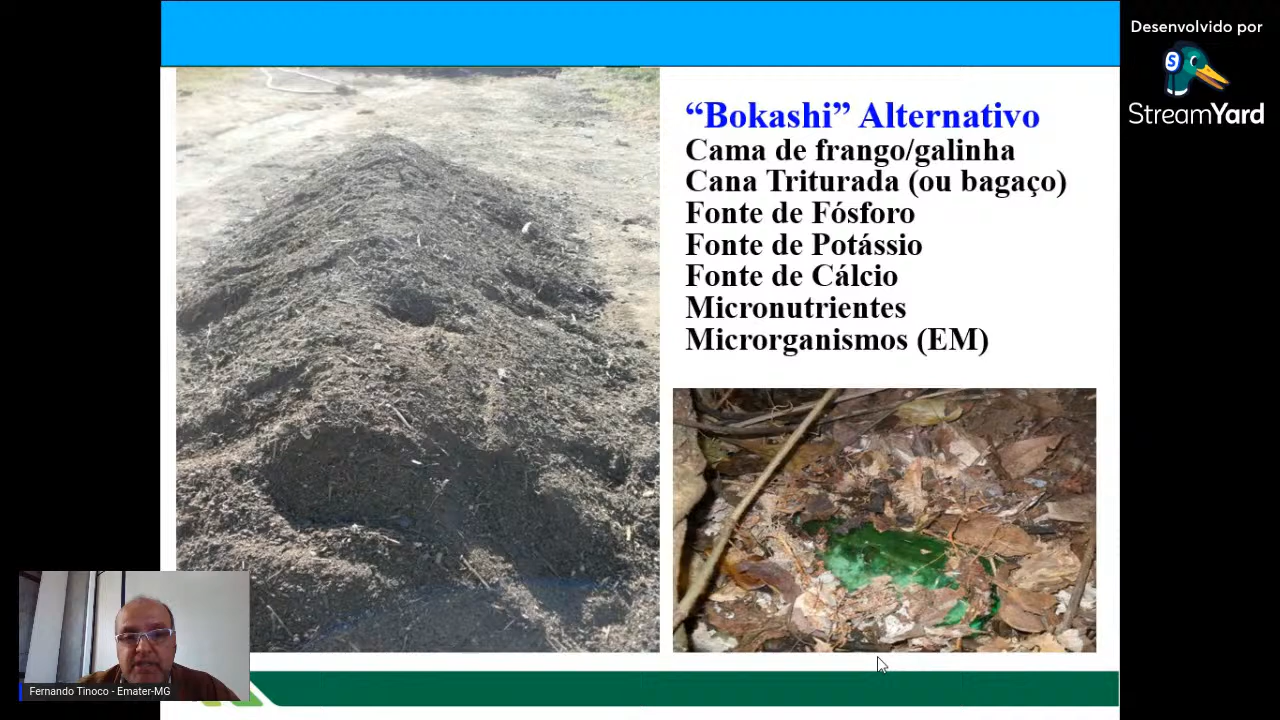 Desenvolvido por
S
StreamYard
“Bokashi” Alternativo
Cama de frango/galinha
Cana Triturada (ou bagaço)
Fonte de Fósforo
Fonte de Potássio
Fonte de Cálcio
Micronutrientes
Microrganismos (EM)
Fernando Tinoco - Emater-MG